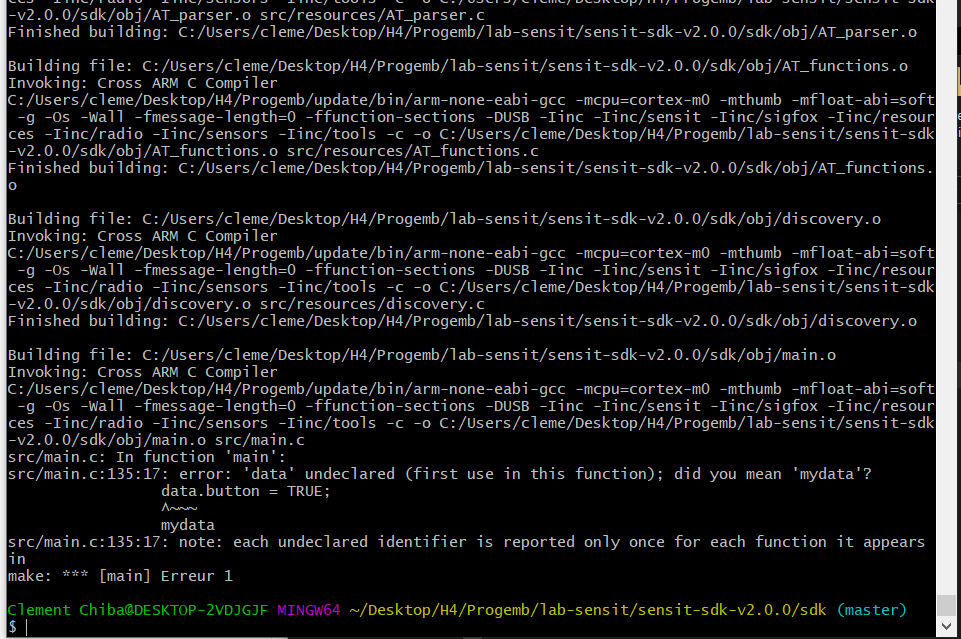 ces -Iinc/radio -Iinc/sensors -Iinc/tools -c -o C:/Users/cleme/Desktop/H4/Progemb/lab-sensit/sensit-sdk
-v2.0.0/sdk/obj/AT_parser.o src/resources/AT_parser.c
Finished building: C:/Users/cleme/Desktop/H4/Progemb/lab-sensit/sensit-sdk-v2.0.0/sdk/obj/AT_parser.o
Building file: C:/Users/cleme/Desktop/H4/Progemb/lab-sensit/sensit-sdk-v2.0.0/sdk/obj/AT_functions.o
Invoking: Cross ARM C Compiler
C:/Users/cleme/Desktop/H4/Progemb/update/bin/arm-none-eabi-gcc -mcpu=cortex-m0 -mthumb -mfloat-abi=soft
-g -Os -Wall -fmessage-length=0 -ffunction-sections -DUSB -Iinc -Iinc/sensit -Iinc/sigfox -Iinc/resour
ces -Iinc/radio -Iinc/sensors -Iinc/tools -c -o C:/Users/cleme/Desktop/H4/Progemb/lab-sensit/sensit-sdk
-v2.0.0/sdk/obj/AT_functions.o src/resources/AT_functions.c
Finished building: C:/Users/cleme/Desktop/H4/Progemb/lab-sensit/sensit-sdk-v2.0.0/sdk/obj/AT_functions.
o
Building file: C:/Users/cleme/Desktop/H4/Progemb/lab-sensit/sensit-sdk-v2.0.0/sdk/obj/discovery.o
Invoking: Cross ARM C Compiler
C:/Users/cleme/Desktop/H4/Progemb/update/bin/arm-none-eabi-gcc -mcpu=cortex-m0 -mthumb -mfloat-abi=soft
-g -Os -Wall -fmessage-length=0 -ffunction-sections -DUSB -Iinc -Iinc/sensit -Iinc/sigfox -Iinc/resour
ces -Iinc/radio -Iinc/sensors -Iinc/tools -c -o C:/Users/cleme/Desktop/H4/Progemb/lab-sensit/sensit-sdk
-v2.0.0/sdk/obj/discovery.o src/resources/discovery.c
Finished building: C:/Users/cleme/Desktop/H4/Progemb/lab-sensit/sensit-sdk-v2.0.0/sdk/obj/discovery.o
Building file: C:/Users/cleme/Desktop/H4/Progemb/lab-sensit/sensit-sdk-v2.0.0/sdk/obj/main.o
Invoking: Cross ARM C Compiler
C:/Users/cleme/Desktop/H4/Progemb/update/bin/arm-none-eabi-gcc -mcpu=cortex-m0 -mthumb -mfloat-abi=soft
-g -Os -Wall -fmessage-length=0 -ffunction-sections -DUSB -Iinc -Iinc/sensit -Iinc/sigfox -Iinc/resour
ces -Iinc/radio -Iinc/sensors -Iinc/tools -c -o C:/Users/cleme/Desktop/H4/Progemb/lab-sensit/sensit-sdk
-v2.0.0/sdk/obj/main.o src/main.c
src/main.c: In function 'main':
src/main.c:135:17: error: 'data' undeclared (first use in this function); did you mean 'mydata'?
data.button = TRUE;
^~~~
mydata
src/main.c:135:17: note: each undeclared identifier is reported only once for each function it appears
in
make: *** [main] Erreur 1
Clement Chiba@DESKTOP-2VDJGJF MINGW64 ~/Desktop/H4/Progemb/lab-sensit/sensit-sdk-v2.0.0/sdk (master)
$